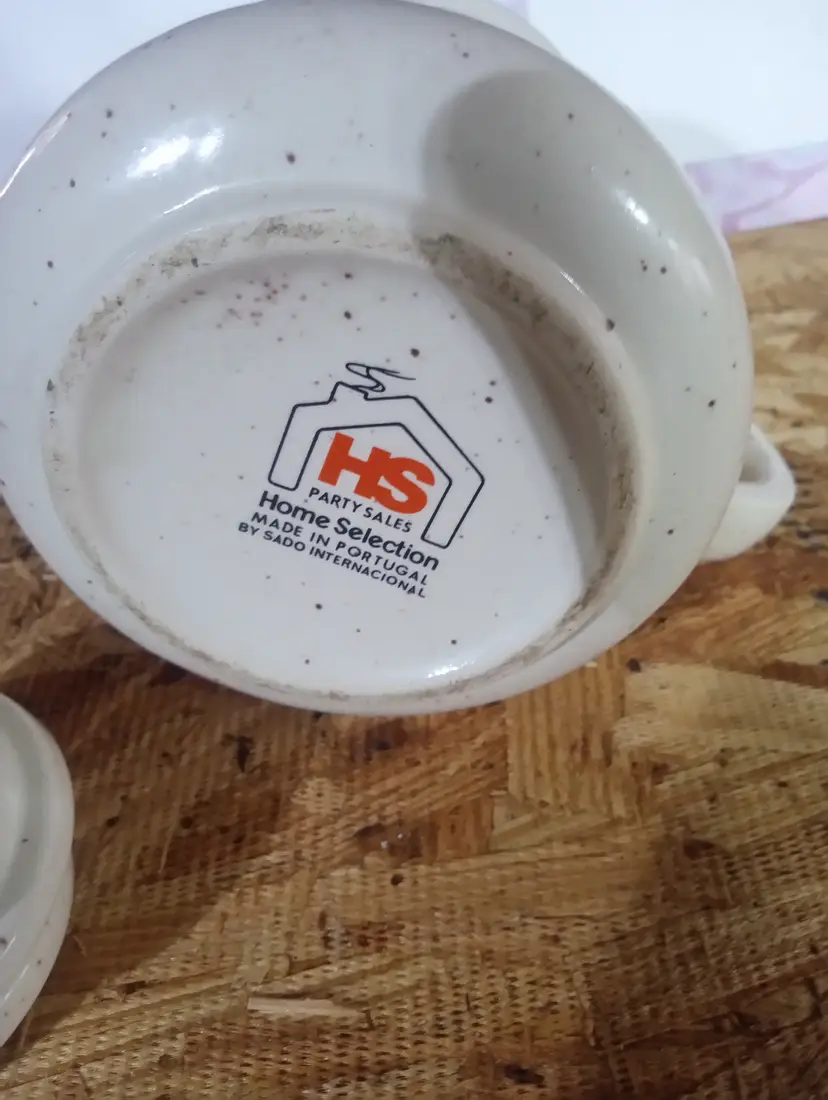 HS
PARTY SALES
Home Selection
MADE IN PORTUGAL
BY SADO INTERNACIONAL